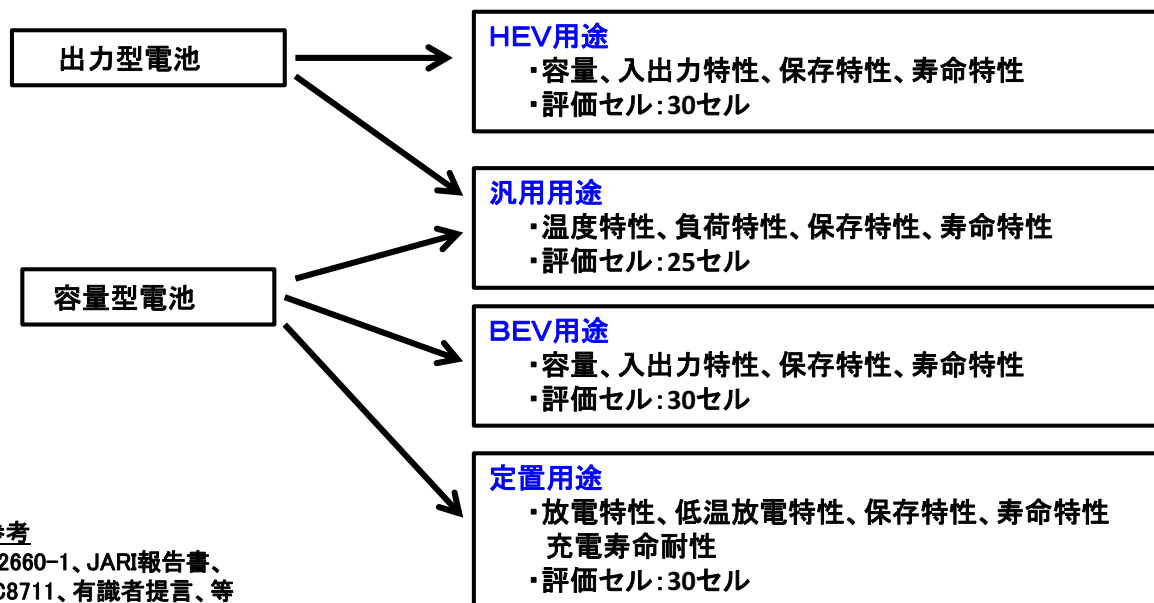 出力型電池
HEV用途
・容量、入出力特性、保存特性、寿命特性
・評価セル：30セル
汎用用途
・温度特性、負荷特性、保存特性、寿命特性
・評価セル：25セル
容量型電池
BEV用途
・容量、入出力特性、保存特性、寿命特性
・評価セル：30セル
定置用途
・放電特性、低温放電特性、保存特性、寿命特性
充電寿命耐性
・評価セル：30セル
考
2660-1、JARI報告書、
C8711、有識者提言、等